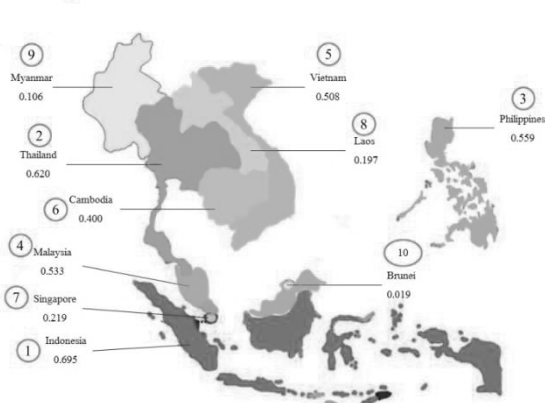 9
Myanmar
0.106
5
Vietnam
0.508
3
Philippines
0.559
2
Thailand
0.620
8
Laos
0.197
6
Cambodia
0.400
4
Malaysia
0.533
10
Brunei
0.019
7
Singapore
0.219
1
Indonesia
0.695